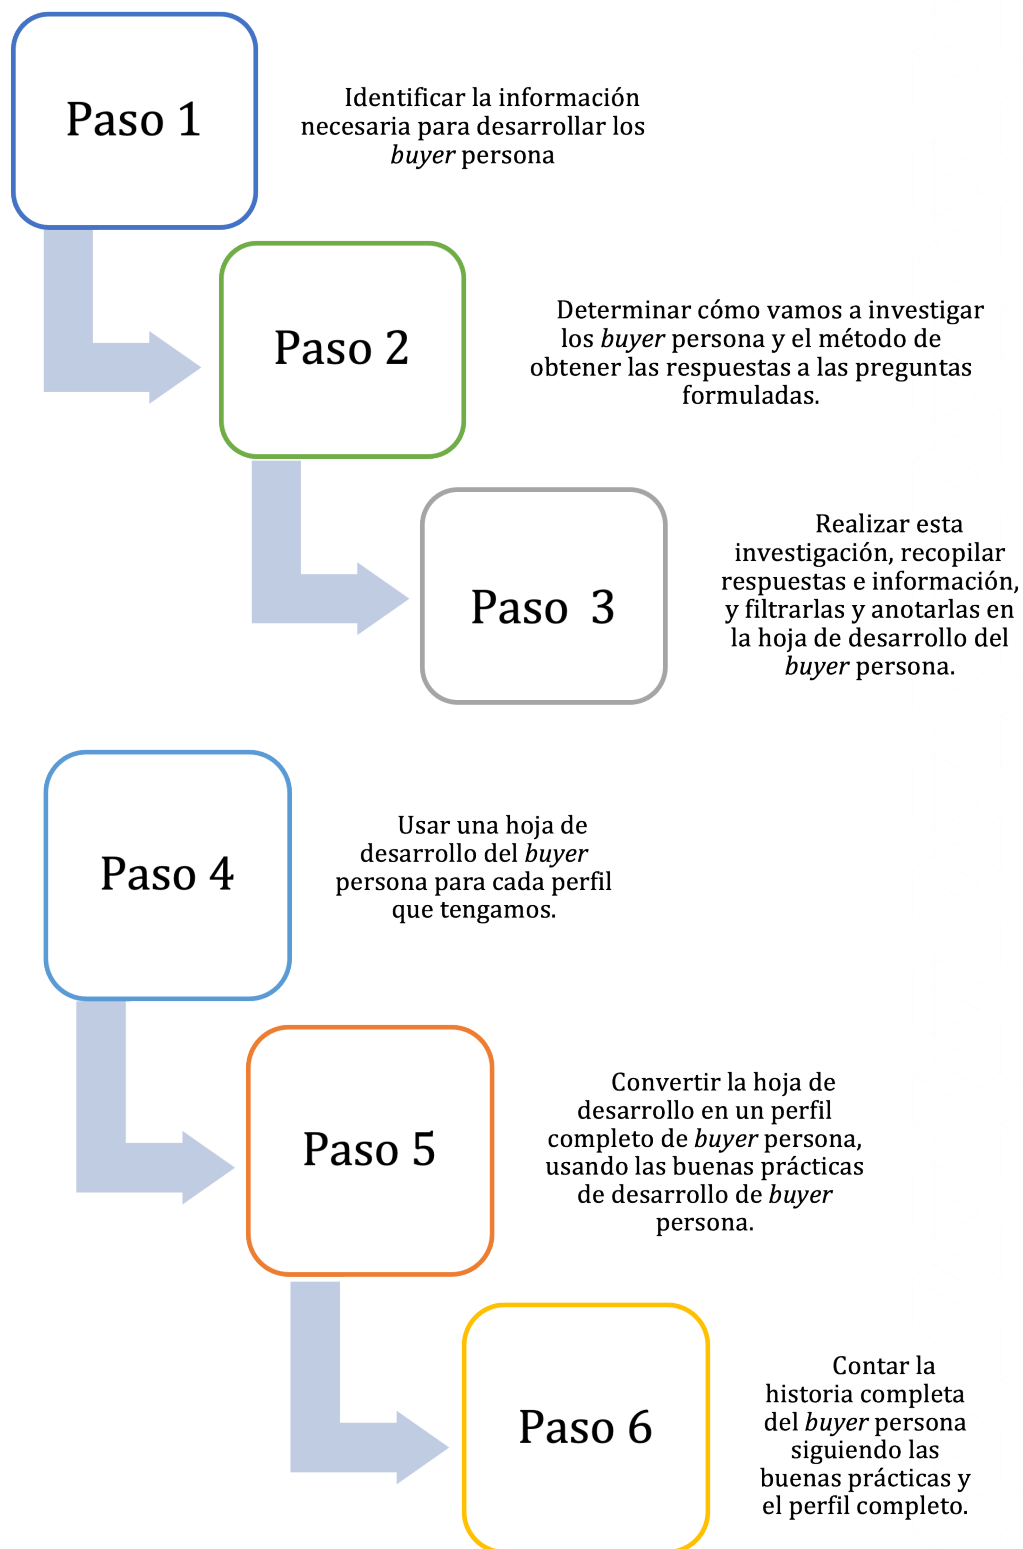 Paso 1
Identificar la información
necesaria para desarrollar los
buyer persona
Paso 2
Determinar cómo vamos a investigar
los buyer persona y el método de
obtener las respuestas a las preguntas
formuladas.
Paso 3
Realizar esta
investigación, recopilar
respuestas e información,
y filtrarlas y anotarlas en
la hoja de desarrollo del
buyer persona.
Paso 4
Usar una hoja de
desarrollo del buyer
persona para cada perfil
que tengamos.
Paso 5
Convertir la hoja de
desarrollo en un perfil
completo de buyer persona,
usando las buenas prácticas
de desarrollo de buyer
persona.
Paso 6
Contar la
historia completa
del buyer persona
siguiendo las
buenas prácticas y
el perfil completo.